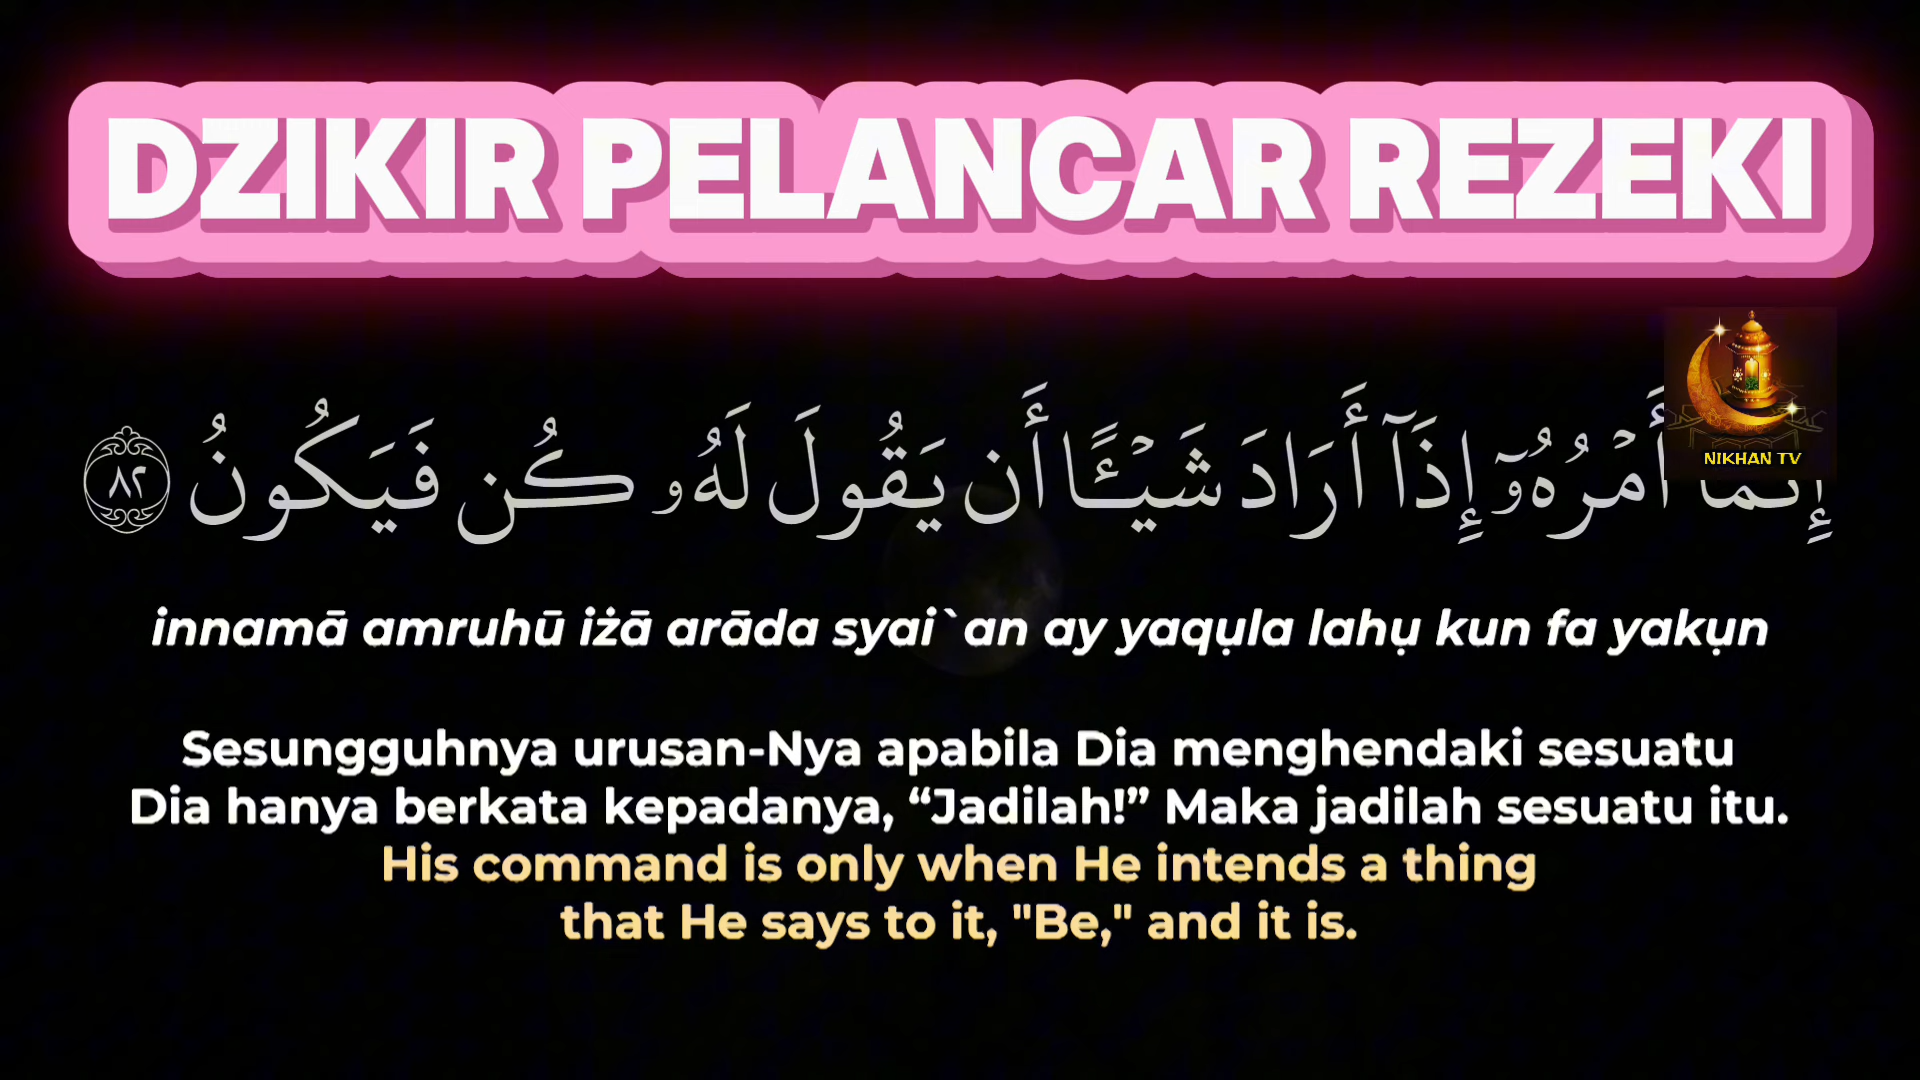 DZIKIR PELANCAR REZEKI
NIKHAN TV
إِنَّمَآ أَمْرُهُۥٓ إِذَآ أَرَادَ شَيْـًٔا أَن يَقُولَ لَهُۥ كُن فَيَكُونُ ٨٢
innamā amruhū iżā arāda syai`an ay yaqụla lahụ kun fa yakụn
Sesungguhnya urusan-Nya apabila Dia menghendaki sesuatu
Dia hanya berkata kepadanya, “Jadilah!” Maka jadilah sesuatu itu.
His command is only when He intends a thing
that He says to it, "Be," and it is.